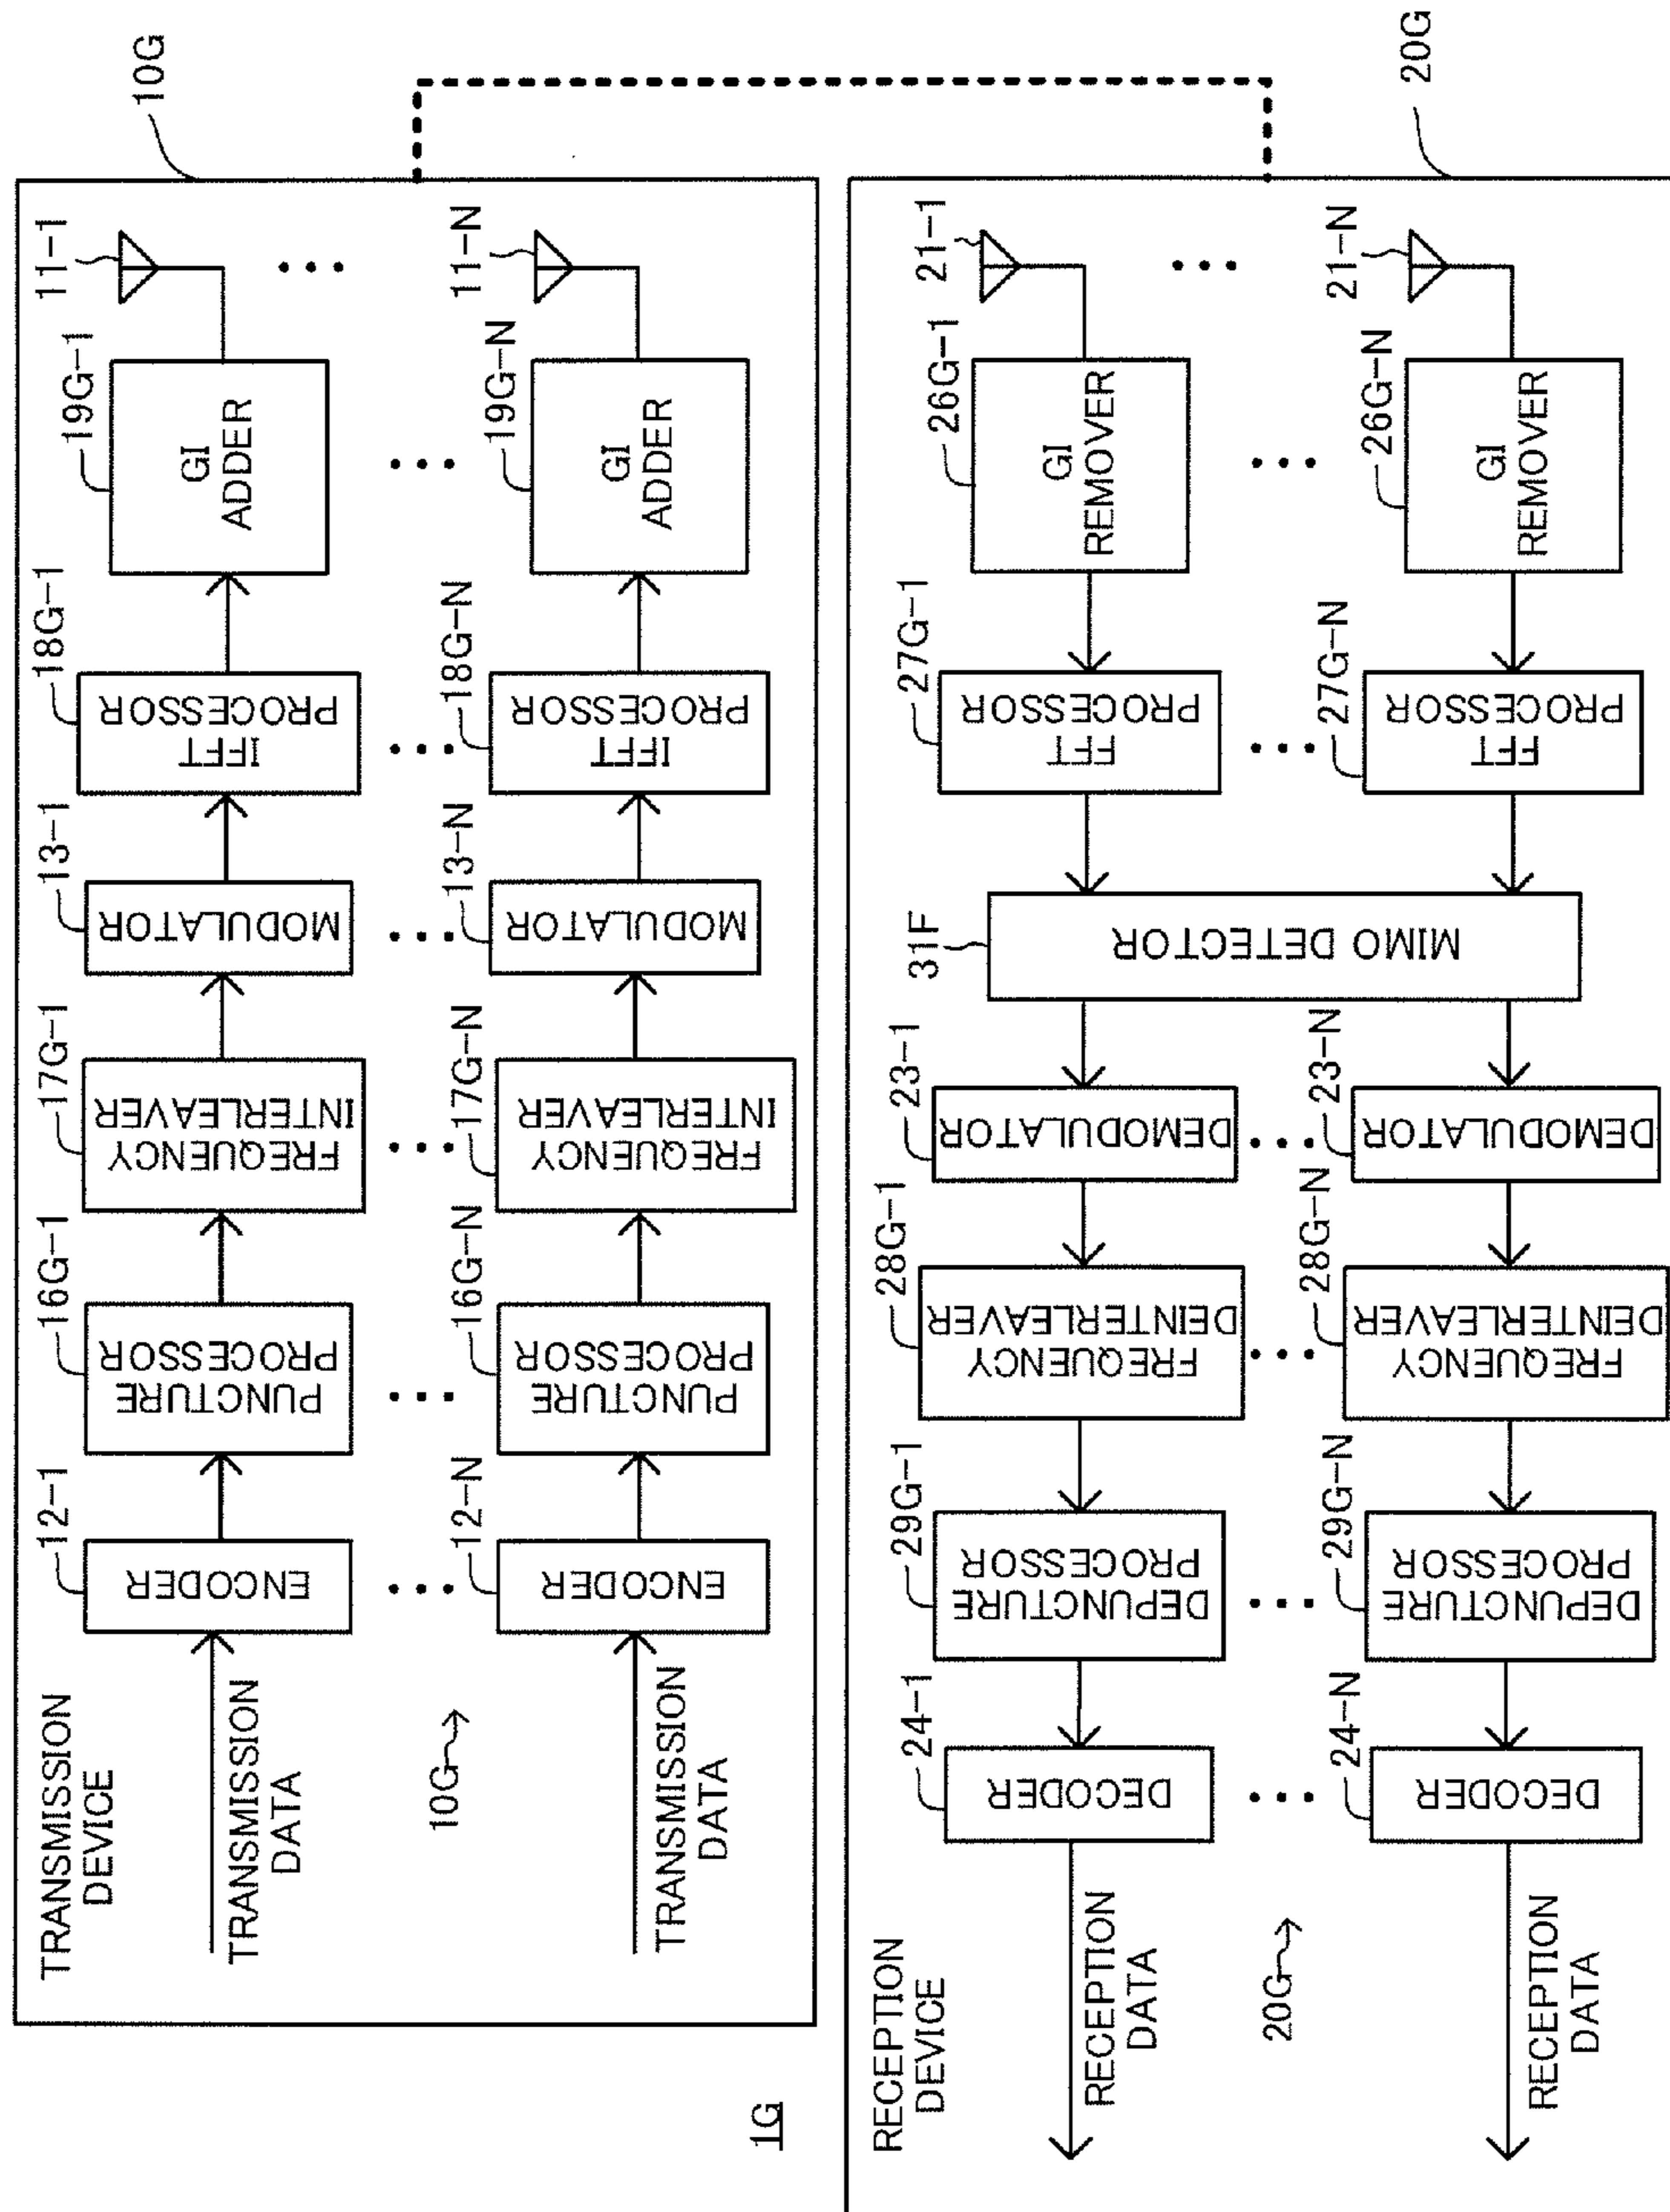 1G
TRANSMISSION
DEVICE
10G
TRANSMISSION
DATA
12-1
ENCODER
16G-1
PUNCTURE
PROCESSOR
17G-1
FREQUENCY
INTERLEAVER
13-1
MODULATOR
18G-1
IFFT
PROCESSOR
19G-1
GI
ADDER
11-1
10G
TRANSMISSION
DATA
12-N
ENCODER
16G-N
PUNCTURE
PROCESSOR
17G-N
FREQUENCY
INTERLEAVER
13-N
MODULATOR
18G-N
IFFT
PROCESSOR
19G-N
GI
ADDER
11-N
RECEPTION
DEVICE
20G
RECEPTION
DATA
24-1
DECODER
29G-1
DEPUNCTURE
PROCESSOR
28G-1
FREQUENCY
DEINTERLEAVER
23-1
DEMODULATOR
31F
MIMO DETECTOR
27G-1
FFT
PROCESSOR
26G-1
GI
REMOVER
21-1
20G
RECEPTION
DATA
24-N
DECODER
29G-N
DEPUNCTURE
PROCESSOR
28G-N
FREQUENCY
DEINTERLEAVER
23-N
DEMODULATOR
27G-N
FFT
PROCESSOR
26G-N
GI
REMOVER
21-N